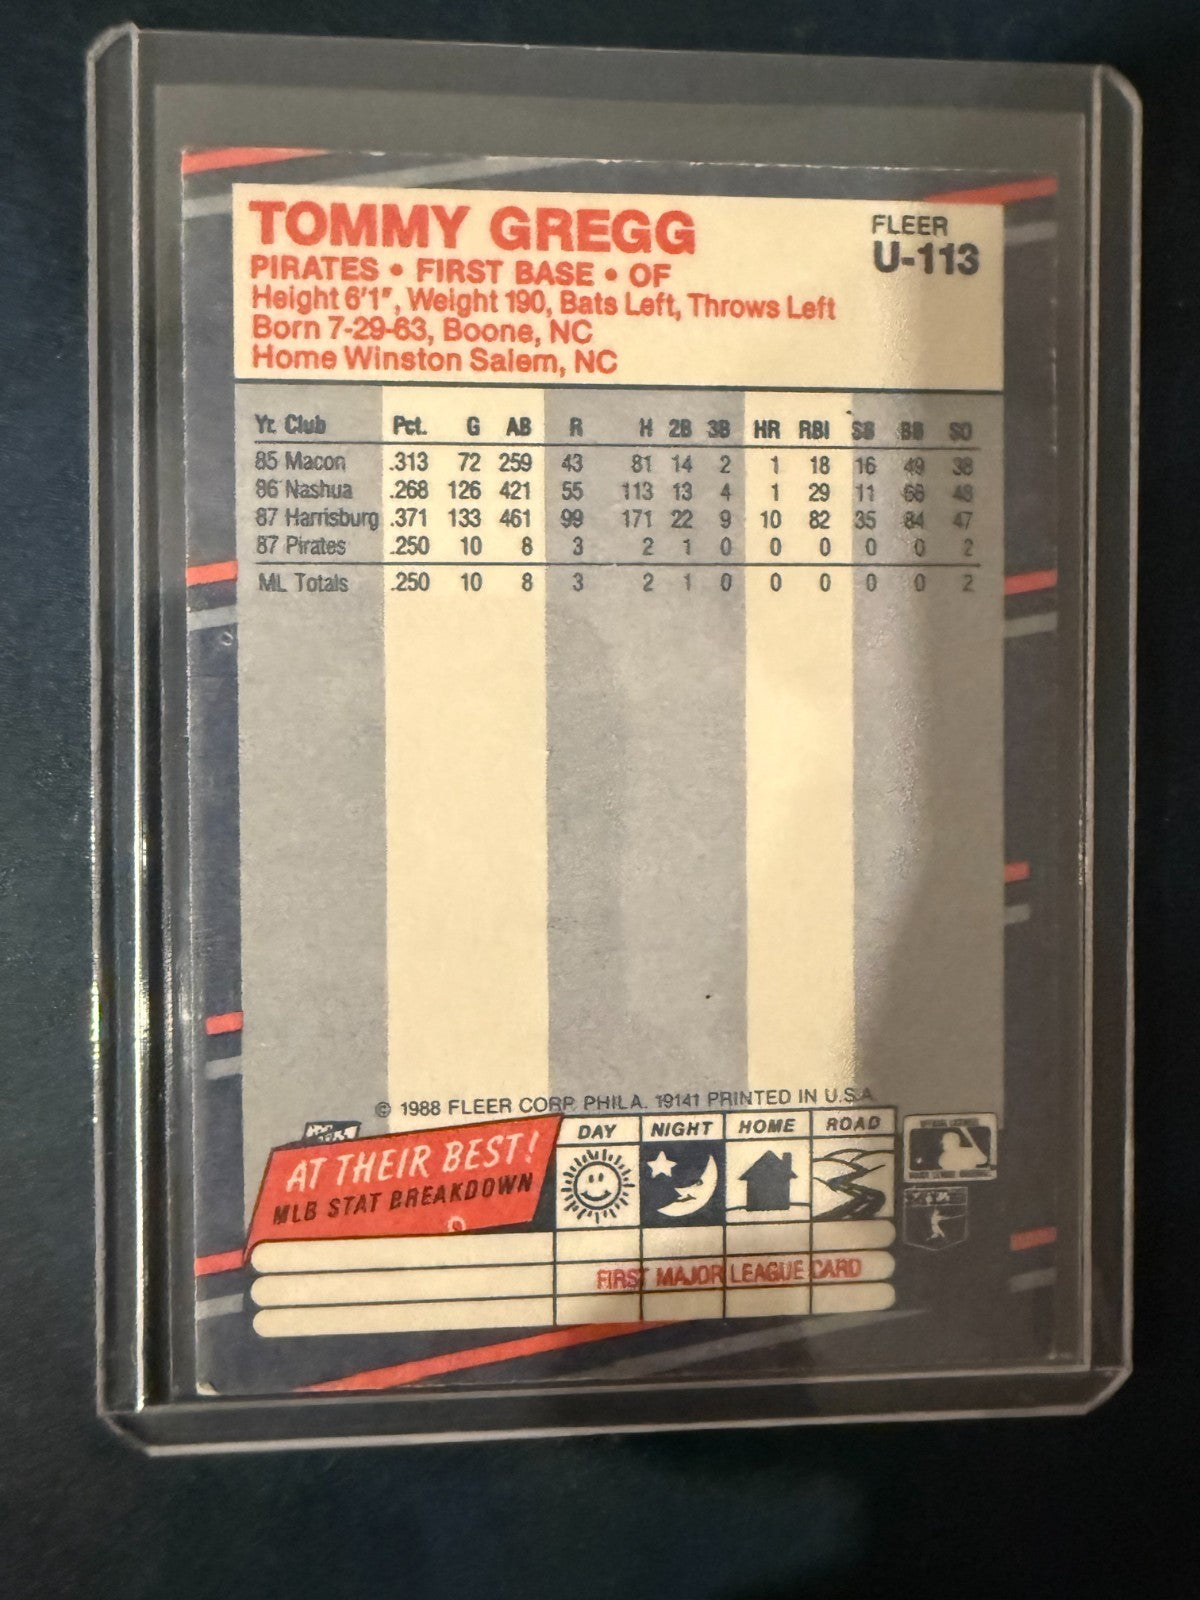 TOMMY GREGG
FLEER
U-113
PIRATES • FIRST BASE • OF
Height 6'1", Weight 190, Bats Left, Throws Left
Born 7-29-63, Boone, NC
Home Winston Salem, NC
Yr. Club Pct. G AB R H 2B 3B HR RBI SB BB SO
85 Macon .313 72 259 43 81 14 2 1 18 16 49 38
86 Nashua .268 126 421 55 113 13 4 1 29 11 68 48
87 Harrisburg .371 133 461 99 171 22 9 10 82 35 84 47
87 Pirates .250 10 8 3 2 1 0 0 0 0 0 2
ML Totals .250 10 8 3 2 1 0 0 0 0 0 2
© 1988 FLEER CORP. PHILA. 19141 PRINTED IN U.S.A.
AT THEIR BEST!
MLB STAT BREAKDOWN
DAY NIGHT HOME ROAD
FIRST MAJOR LEAGUE CARD